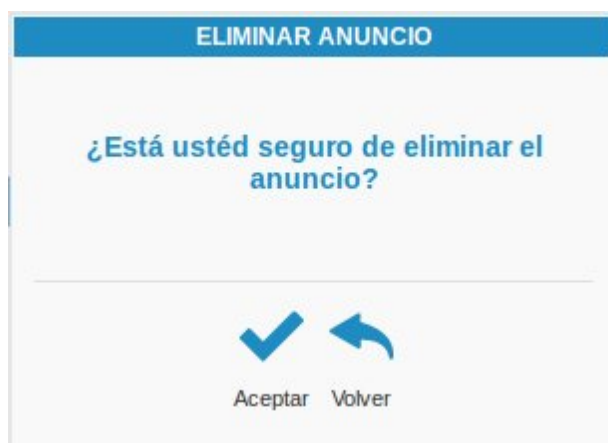 ELIMINAR ANUNCIO
¿Está ustéd seguro de eliminar el
anuncio?
Aceptar Volver